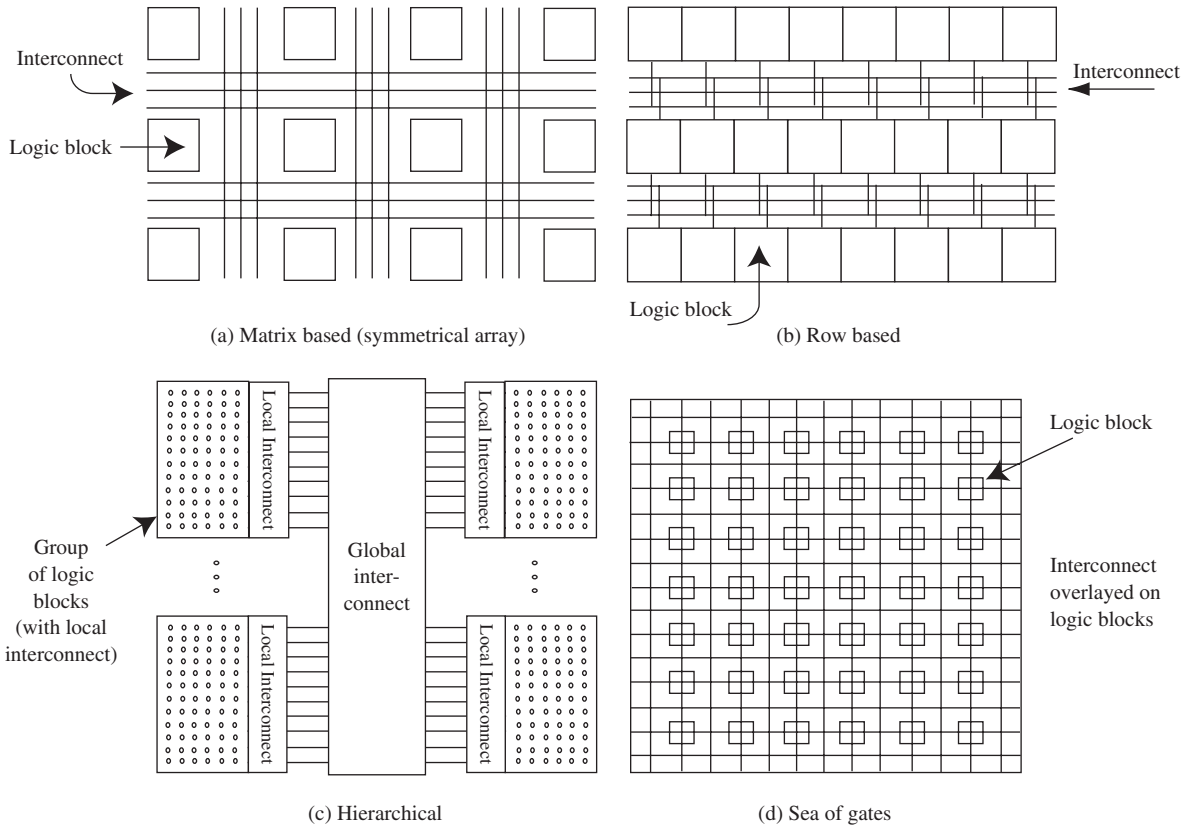 Interconnect
Logic block
(a) Matrix based (symmetrical array)
Interconnect
Logic block
(b) Row based
Local Interconnect
Local Interconnect
Group
of logic
blocks
(with local
interconnect)
Global
inter-
connect
Local Interconnect
Local Interconnect
(c) Hierarchical
Logic block
Interconnect
overlayed on
logic blocks
(d) Sea of gates